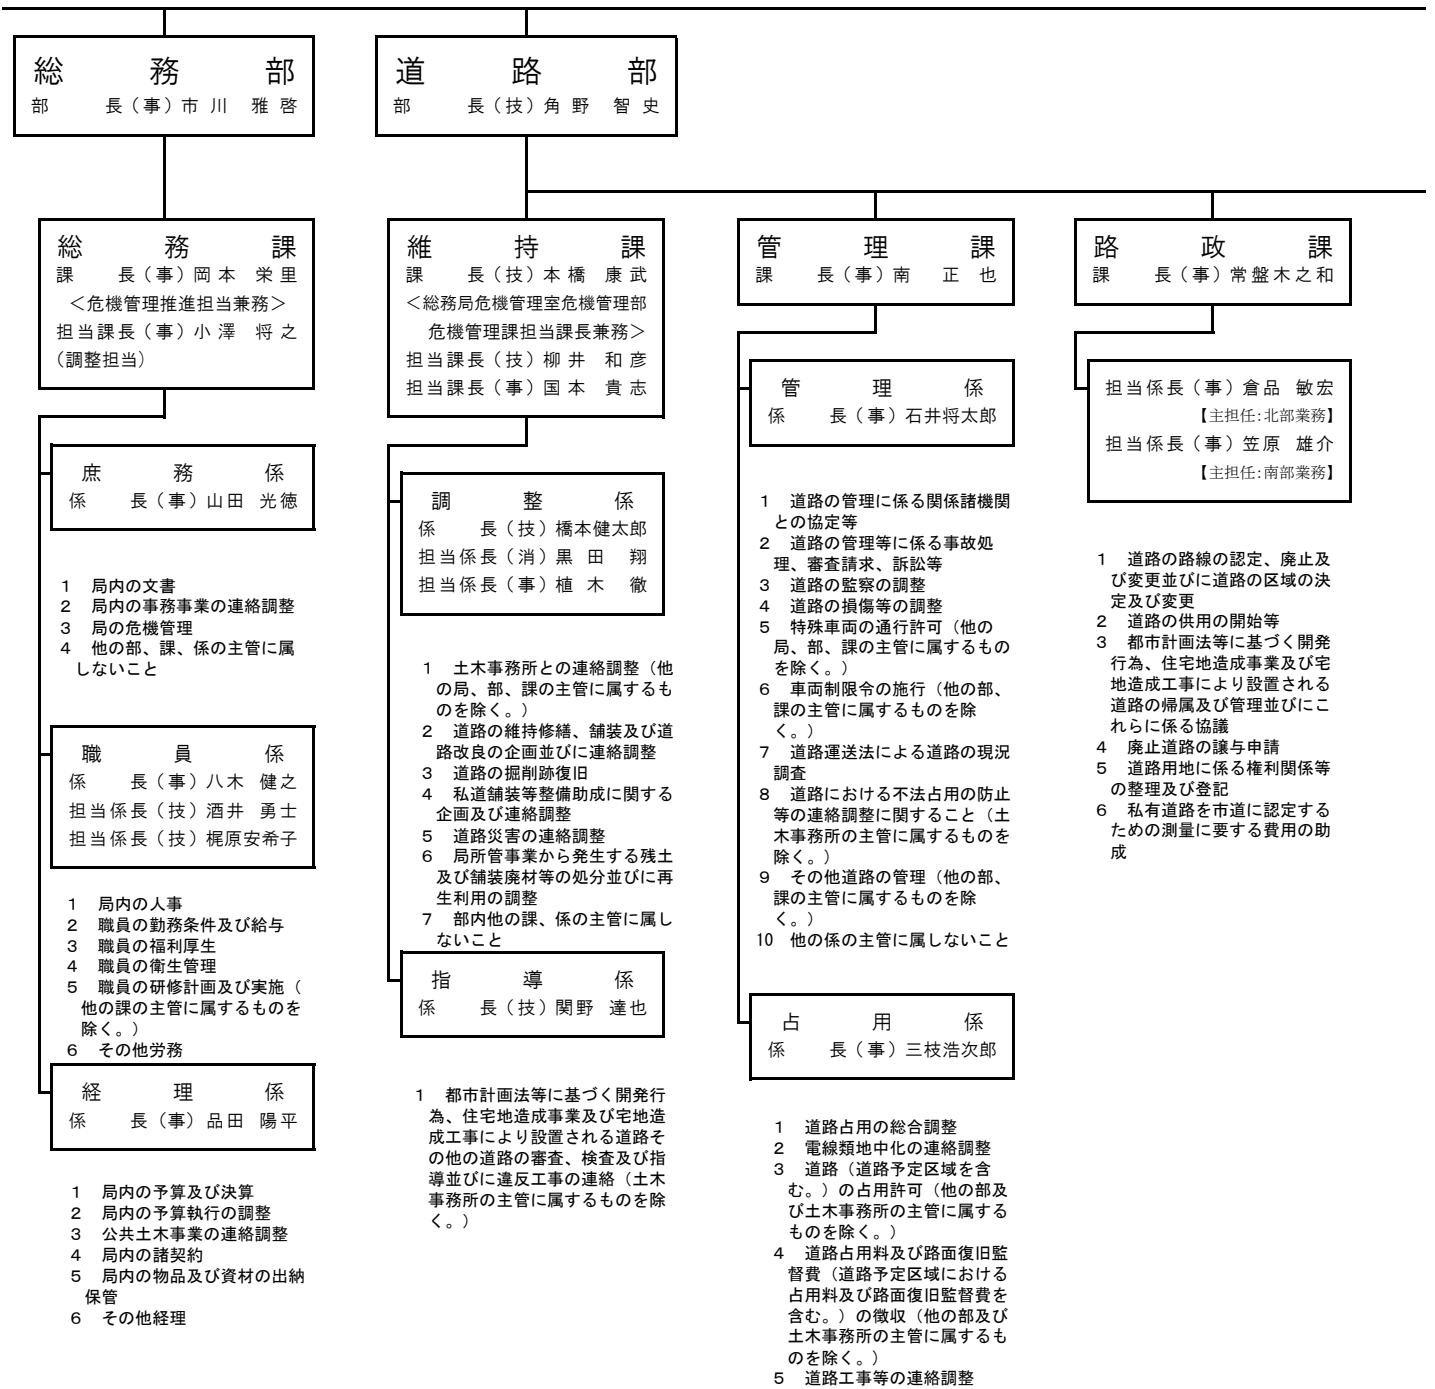 総務部
部長（事）市川 雅啓
総務課
課長（事）岡本 栄里
＜危機管理推進担当兼務＞
担当課長（事）小澤 将之
（調整担当）
庶務係
係長（事）山田 光徳
1 局内の文書
2 局内の事務事業の連絡調整
3 局の危機管理
4 他の部、課、係の主管に属
しないこと
職員係
係長（事）八木 健之
担当係長（技）酒井 勇士
担当係長（技）梶原安希子
1 局内の人事
2 職員の勤務条件及び給与
3 職員の福利厚生
4 職員の衛生管理
5 職員の研修計画及び実施（
他の課の主管に属するものを
除く。）
6 その他労務
経理係
係長（事）品田 陽平
1 局内の予算及び決算
2 局内の予算執行の調整
3 公共土木事業の連絡調整
4 局内の諸契約
5 局内の物品及び資材の出納
保管
6 その他経理
道路部
部長（技）角野 智史
維持課
課長（技）本橋 康武
＜総務局危機管理室危機管理部
危機管理課担当課長兼務＞
担当課長（技）柳井 和彦
担当課長（事）国本 貴志
調整係
係長（技）橋本健太郎
担当係長（消）黒田 翔
担当係長（事）植木 徹
1 土木事務所との連絡調整（他
の局、部、課の主管に属するも
のを除く。）
2 道路の維持修繕、舗装及び道
路改良の企画並びに連絡調整
3 道路の掘削跡復旧
4 私道舗装等整備助成に関する
企画及び連絡調整
5 道路災害の連絡調整
6 局所管事業から発生する残土
及び舗装廃材等の処分並びに再
生利用の調整
7 部内他の課、係の主管に属し
ないこと
指導係
係長（技）関野 達也
1 都市計画法等に基づく開発行
為、住宅地造成事業及び宅地造
成工事により設置される道路そ
の他の道路の審査、検査及び指
導並びに違反工事の連絡（土木
事務所の主管に属するものを除
く。）
管理課
課長（事）南 正也
管理係
係長（事）石井将太郎
1 道路の管理に係る関係諸機関
との協定等
2 道路の管理等に係る事故処
理、審査請求、訴訟等
3 道路の監察の調整
4 道路の損傷等の調整
5 特殊車両の通行許可（他の
局、部、課の主管に属するもの
を除く。）
6 車両制限令の施行（他の部、
課の主管に属するものを除
く。）
7 道路運送法による道路の現況
調査
8 道路における不法占用の防止
等の連絡調整に関すること（土
木事務所の主管に属するものを
除く。）
9 その他道路の管理（他の部、
課の主管に属するものを除
く。）
10 他の係の主管に属しないこと
占用係
係長（事）三枝浩次郎
1 道路占用の総合調整
2 電線類地中化の連絡調整
3 道路（道路予定区域を含
む。）の占用許可（他の部及
び土木事務所の主管に属する
ものを除く。）
4 道路占用料及び路面復旧監
督費（道路予定区域における
占用料及び路面復旧監督費を
含む。）の徴収（他の部及び
土木事務所の主管に属するも
のを除く。）
5 道路工事等の連絡調整
路政課
課長（事）常盤木之和
担当係長（事）倉品 敏宏
【主担任:北部業務】
担当係長（事）笠原 雄介
【主担任:南部業務】
1 道路の路線の認定、廃止及
び変更並びに道路の区域の決
定及び変更
2 道路の供用の開始等
3 都市計画法等に基づく開発
行為、住宅地造成事業及び宅
地造成工事により設置される
道路の帰属及び管理並びにこ
れらに係る協議
4 廃止道路の譲与申請
5 道路用地に係る権利関係等
の整理及び登記
6 私有道路を市道に認定する
ための測量に要する費用の助
成